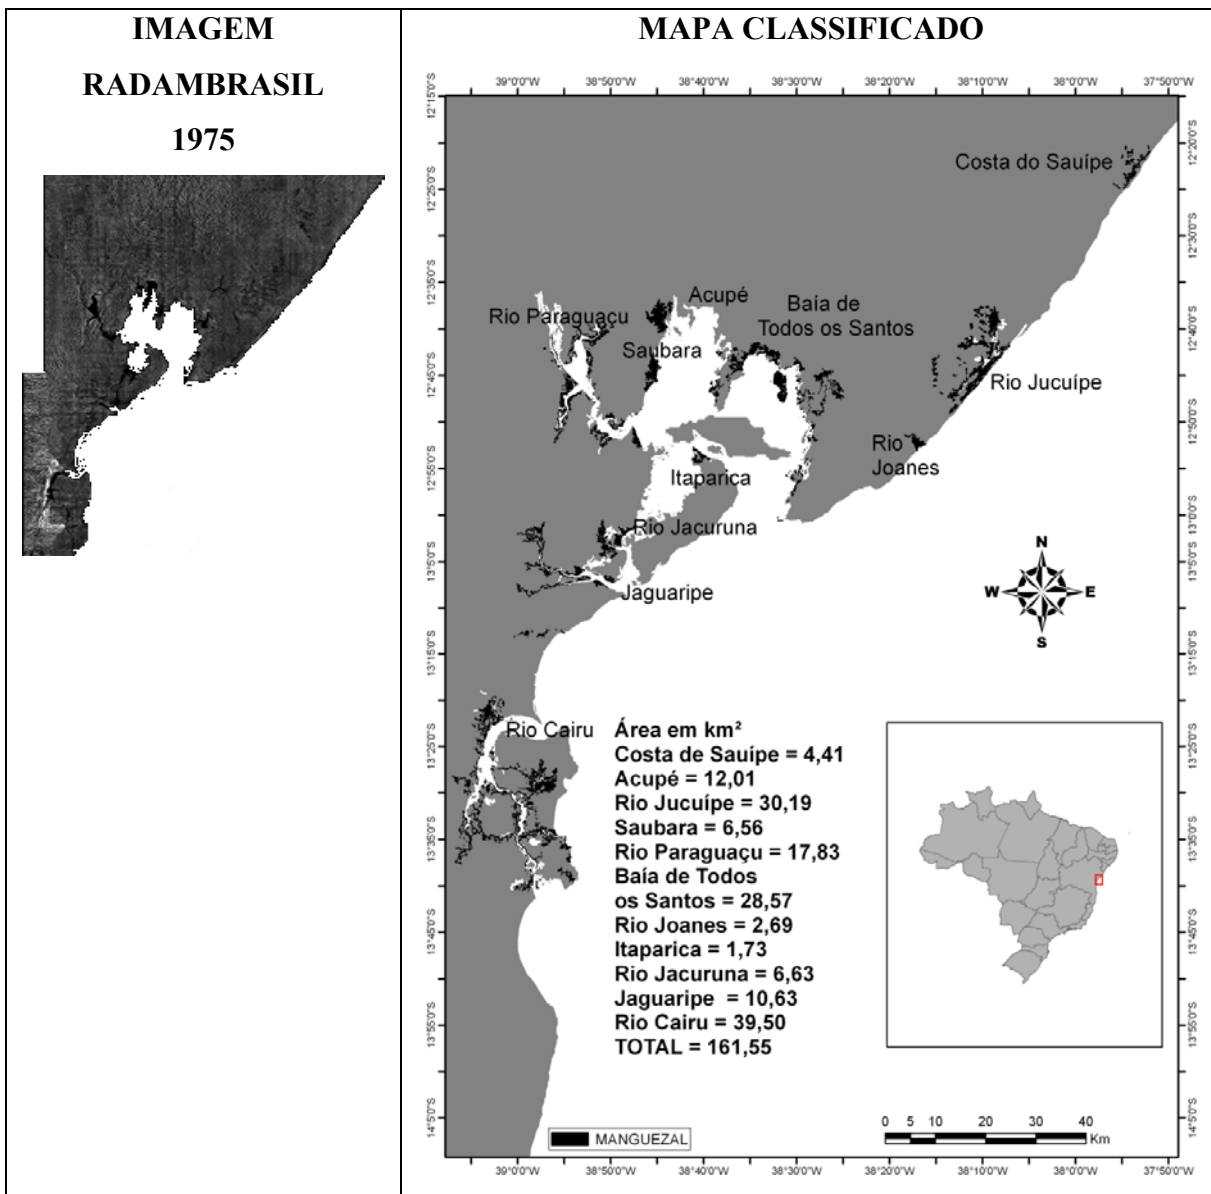 IMAGEM
RADAMBRASIL
1975
MAPA CLASSIFICADO
39°0'0"S 38°50'0"S 38°40'0"S 38°30'0"S 38°20'0"S 38°10'0"S 38°0'0"S 37°50'0"S
12°15'0"S
12°25'0"S
12°35'0"S
12°45'0"S
12°55'0"S
13°5'0"S
13°15'0"S
13°25'0"S
13°35'0"S
13°45'0"S
13°55'0"S
14°5'0"S
Costa do Sauípe
Acupé
Baía de
Todos os Santos
Rio Paraguaçu
Saubara
Rio Jucuípe
Rio
Joanes
Itaparica
Rio Jacuruna
Jaguaripe
Rio Cairu
N
W E
S
Área em km²
Costa de Sauípe = 4,41
Acupé = 12,01
Rio Jucuípe = 30,19
Saubara = 6,56
Rio Paraguaçu = 17,83
Baía de Todos
os Santos = 28,57
Rio Joanes = 2,69
Itaparica = 1,73
Rio Jacuruna = 6,63
Jaguaripe = 10,63
Rio Cairu = 39,50
TOTAL = 161,55
MANGUEZAL
0 5 10 20 30 40
Km
12°20'0"S
12°30'0"S
12°40'0"S
12°50'0"S
13°00'S
13°5'0"S
13°15'0"S
13°25'0"S
13°35'0"S
13°45'0"S
13°55'0"S
14°5'0"S
39°0'0"S 38°50'0"S 38°40'0"S 38°30'0"S 38°20'0"S 38°10'0"S 38°0'0"S 37°50'0"S